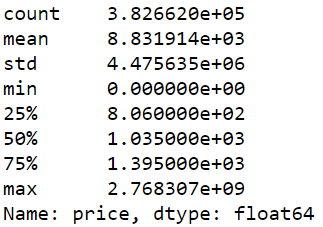 count    3.826620e+05
mean     8.831914e+03
std      4.475635e+06
min      0.000000e+00
25%      8.060000e+02
50%      1.035000e+03
75%      1.395000e+03
max      2.768307e+09
Name: price, dtype: float64